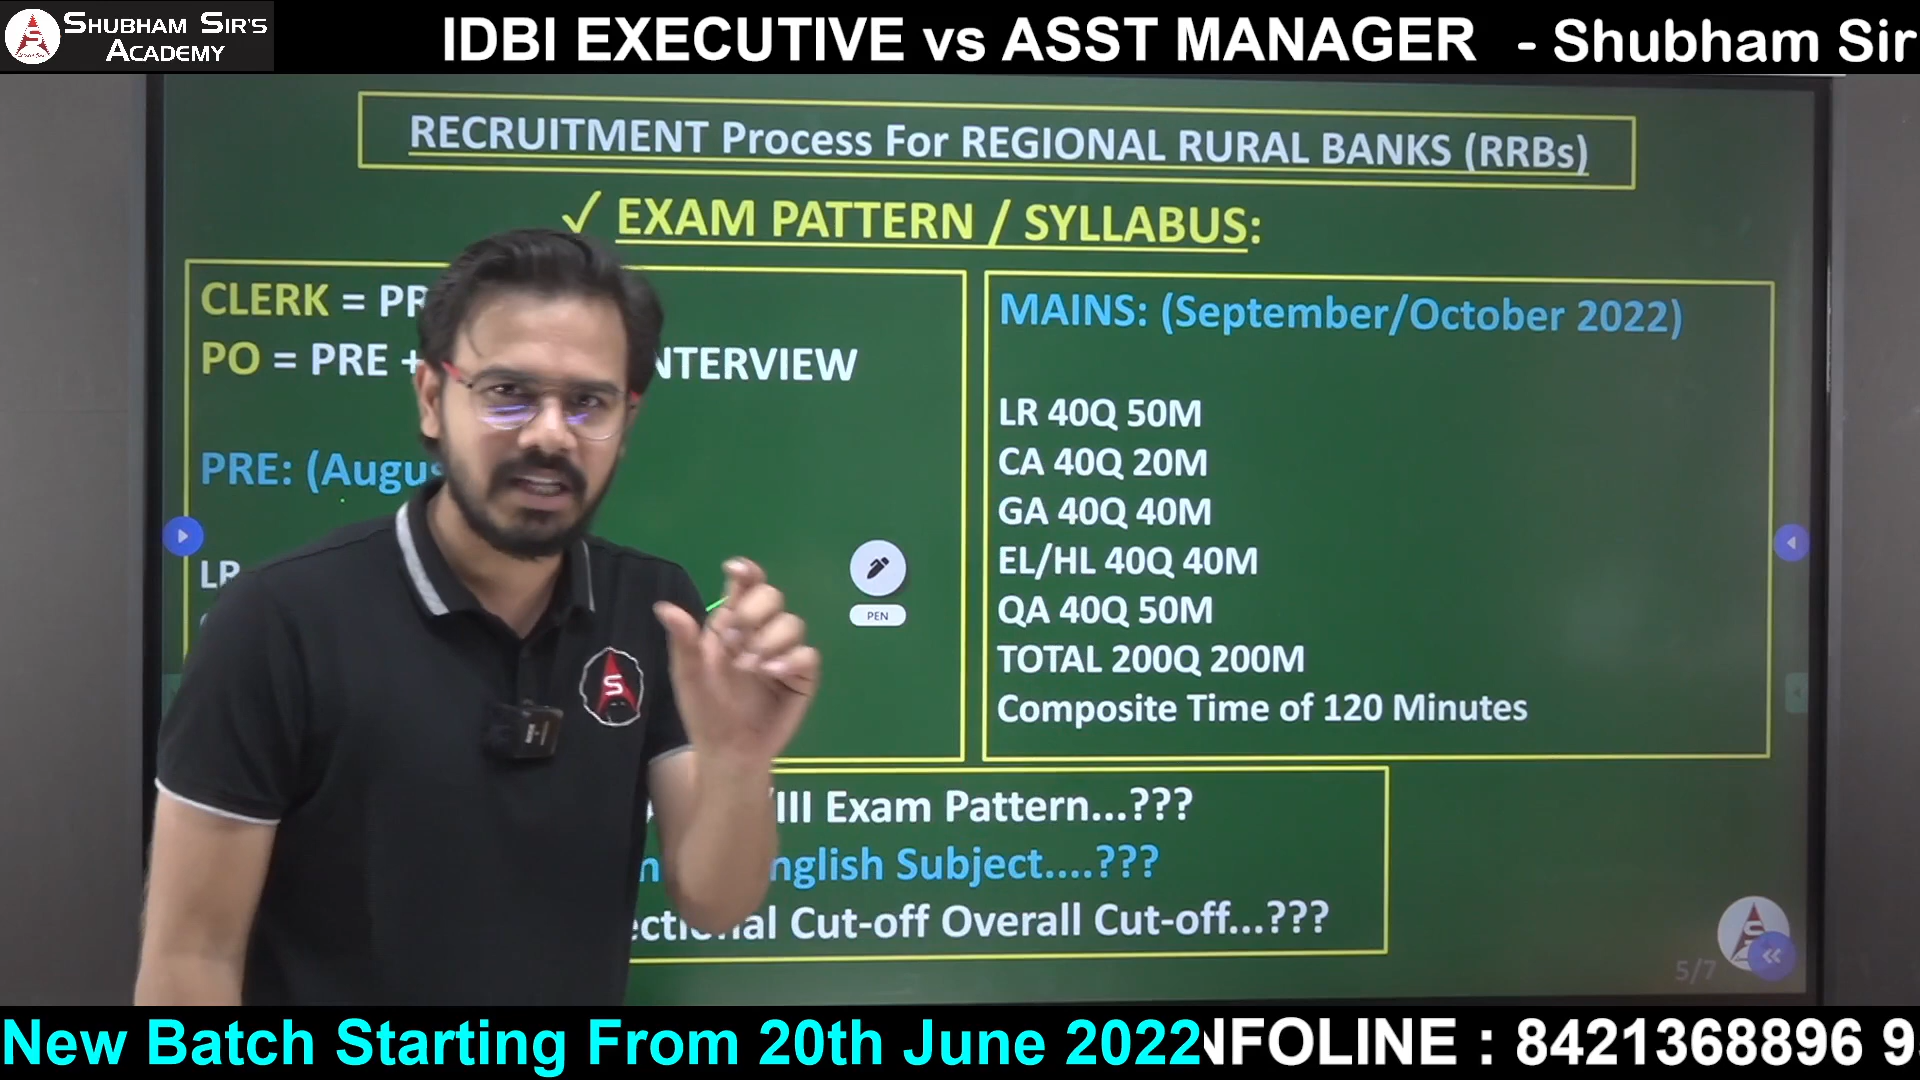 SHUBHAM SIR'S
ACADEMY
IDBI EXECUTIVE vs ASST MANAGER - Shubham Sir
RECRUITMENT Process For REGIONAL RURAL BANKS (RRBs)
✓ EXAM PATTERN / SYLLABUS:
CLERK = PR
PO = PRE + NTERVIEW
PRE: (Augus
LR
PEN
MAINS: (September/October 2022)
LR 40Q 50M
CA 40Q 20M
GA 40Q 40M
EL/HL 40Q 40M
QA 40Q 50M
TOTAL 200Q 200M
Composite Time of 120 Minutes
/III Exam Pattern...???
nglish Subject....???
ectional Cut-off Overall Cut-off...???
S
5/7
New Batch Starting From 20th June 2022
NFOLINE : 8421368896 9